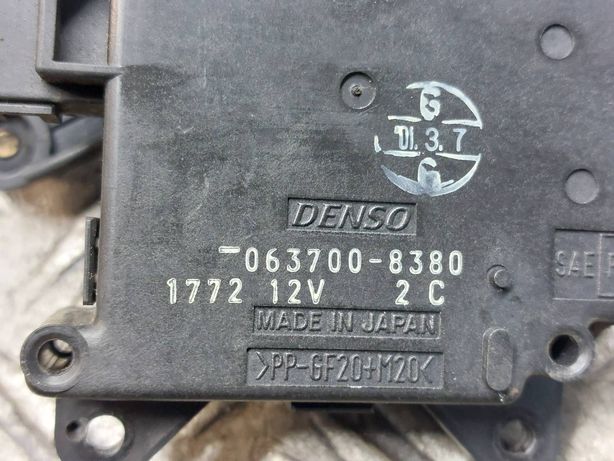 G
'01.3.7
G
DENSO
063700-8380
1772 12V 2 C
SAE
MADE IN JAPAN
>PP-GF20+M20<